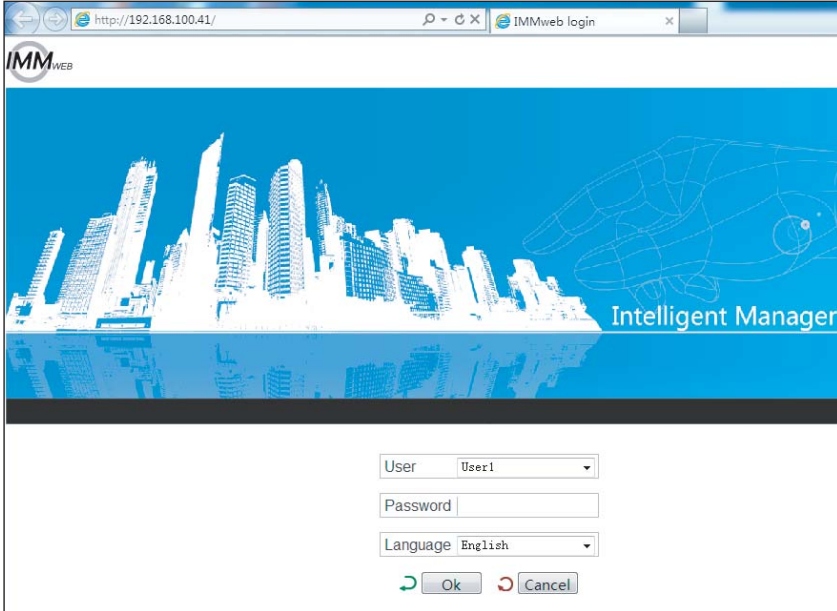 http://192.168.100.41/
IMMweb login
IMM WEB
Intelligent Manager
User User1
Password
Language English
Ok Cancel